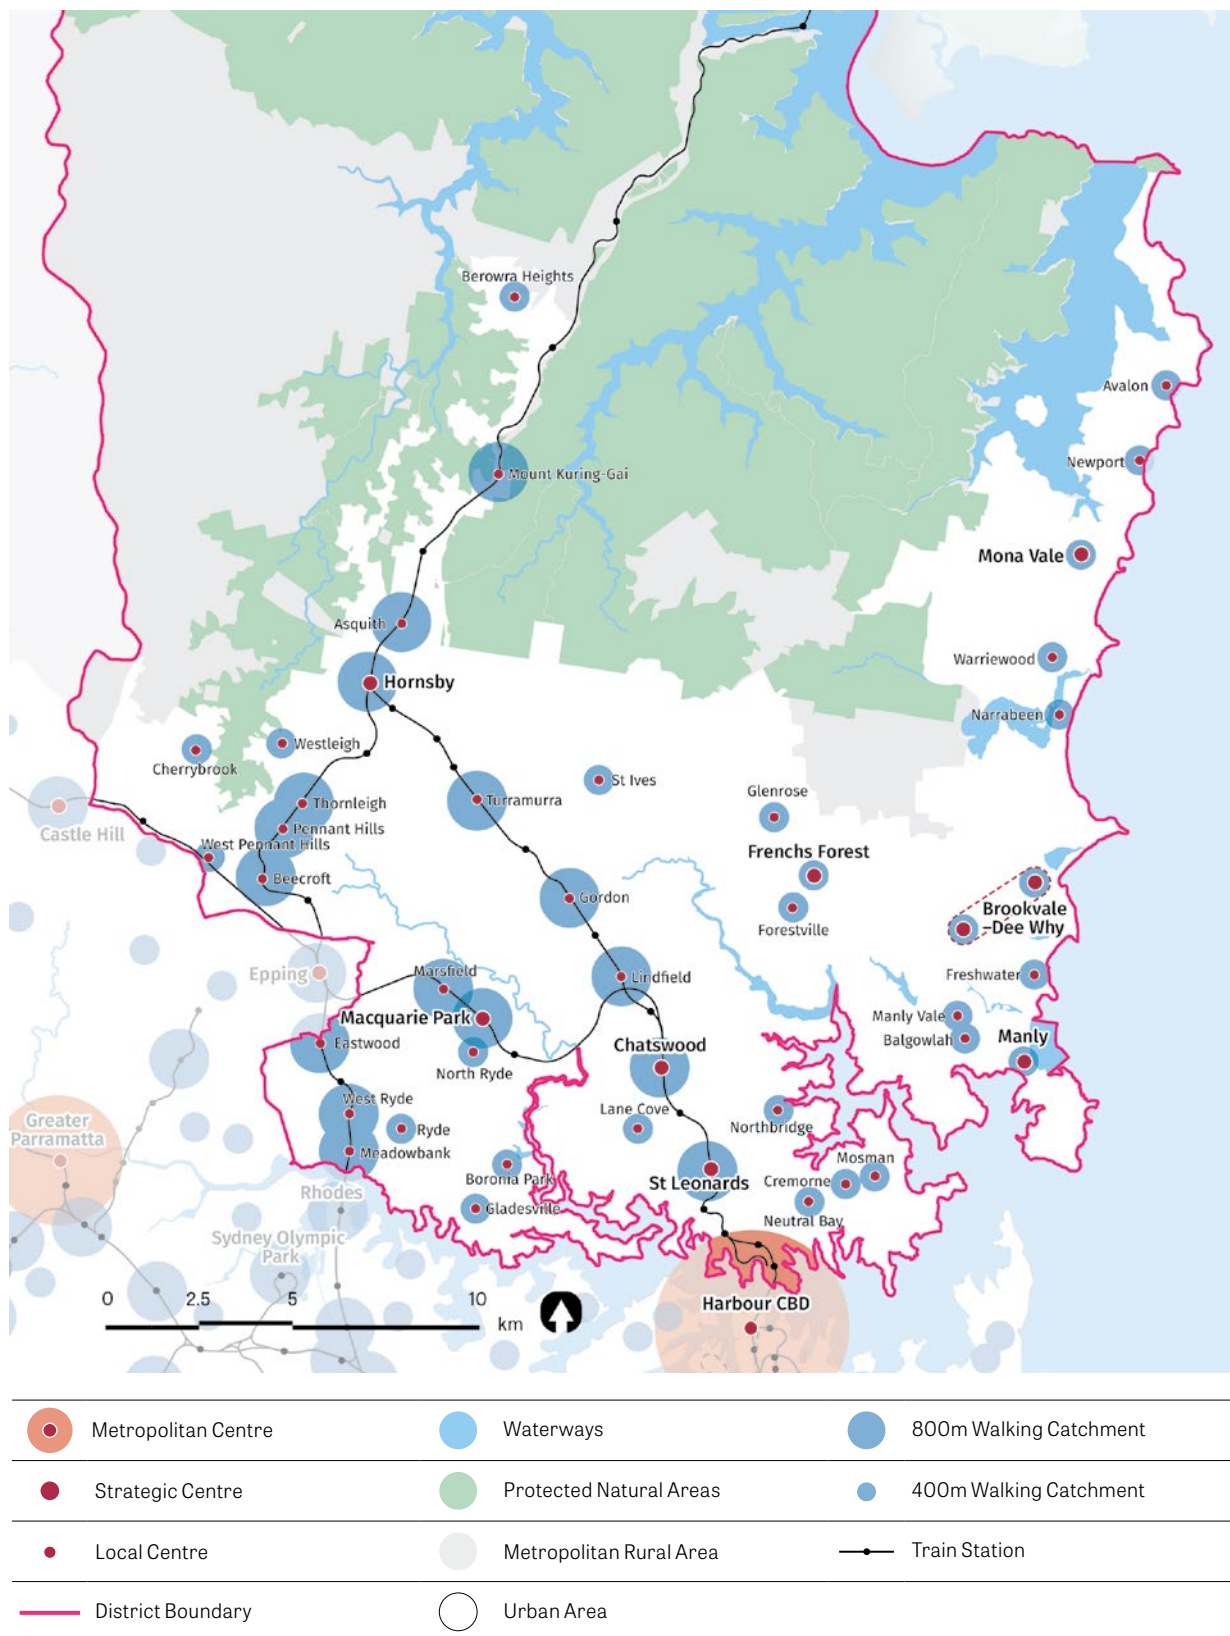 Berowra Heights
Avalon
Newport
Mount Kuring-Gai
Mona Vale
Asquith
Warriewood
Hornsby
Narrabeen
Westleigh
Cherrybrook
St Ives
Glenrose
Thornleigh
Turramurra
Castle Hill
Pennant Hills
West Pennant Hills
Frenchs Forest
Beecroft
Gordon
Brookvale
–Dee Why
Forestville
Epping
Marsfield
Lindfield
Freshwater
Macquarie Park
Manly Vale
Eastwood
Chatswood
Balgowlah
Manly
North Ryde
West Ryde
Lane Cove
Greater
Parramatta
Ryde
Northbridge
Meadowbank
Mosman
Boronia Park
St Leonards
Cremorne
Rhodes
Gladesville
Neutral Bay
Sydney Olympic
Park
0
2.5
5
10
km
Harbour CBD
Metropolitan Centre
Waterways
800m Walking Catchment
Strategic Centre
Protected Natural Areas
400m Walking Catchment
Local Centre
Metropolitan Rural Area
Train Station
District Boundary
Urban Area